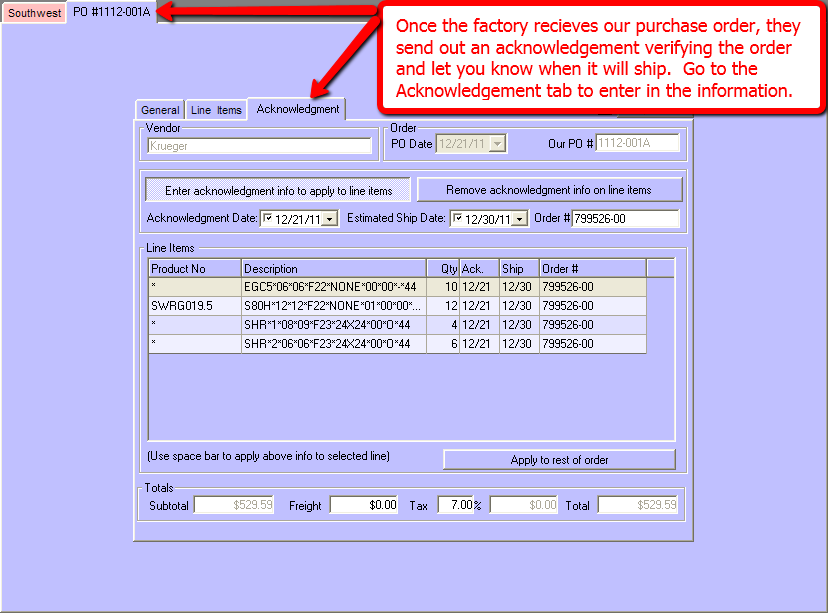 Southwest PO #1112-001A
Once the factory recieves our purchase order, they
send out an acknowledgement verifying the order
and let you know when it will ship. Go to the
Acknowledgement tab to enter in the information.
General Line Items Acknowledgment
Vendor Order
Krueger PO Date 12/21/11 Our PO # 1112-001A
Enter acknowledgment info to apply to line items Remove acknowledgment info on line items
Acknowledgment Date: 12/21/11 Estimated Ship Date: 12/30/11 Order # 799526-00
Line Items
Product No Description Qty Ack. Ship Order #
* EGC5*06*06*F22*NONE*00*00*-*44 10 12/21 12/30 799526-00
SWRG019.5 S80H*12*12*F22*NONE*01*00*00*... 12 12/21 12/30 799526-00
* SHR*1*08*09*F23*24X24*00*O*44 4 12/21 12/30 799526-00
* SHR*2*06*06*F23*24X24*00*O*44 6 12/21 12/30 799526-00
(Use space bar to apply above info to selected line) Apply to rest of order
Totals
Subtotal $529.59 Freight $0.00 Tax 7.00% $0.00 Total $529.59